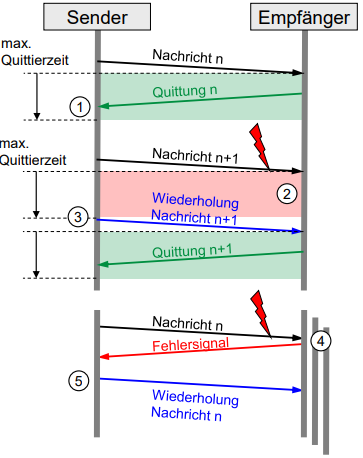 Sender
Empfänger
max.
Quittierzeit
Nachricht n
Quittung n
1
max.
Quittierzeit
Nachricht n+1
2
Wiederholung
3
Nachricht n+1
Quittung n+1
Nachricht n
Fehlersignal
4
5
Wiederholung
Nachricht n